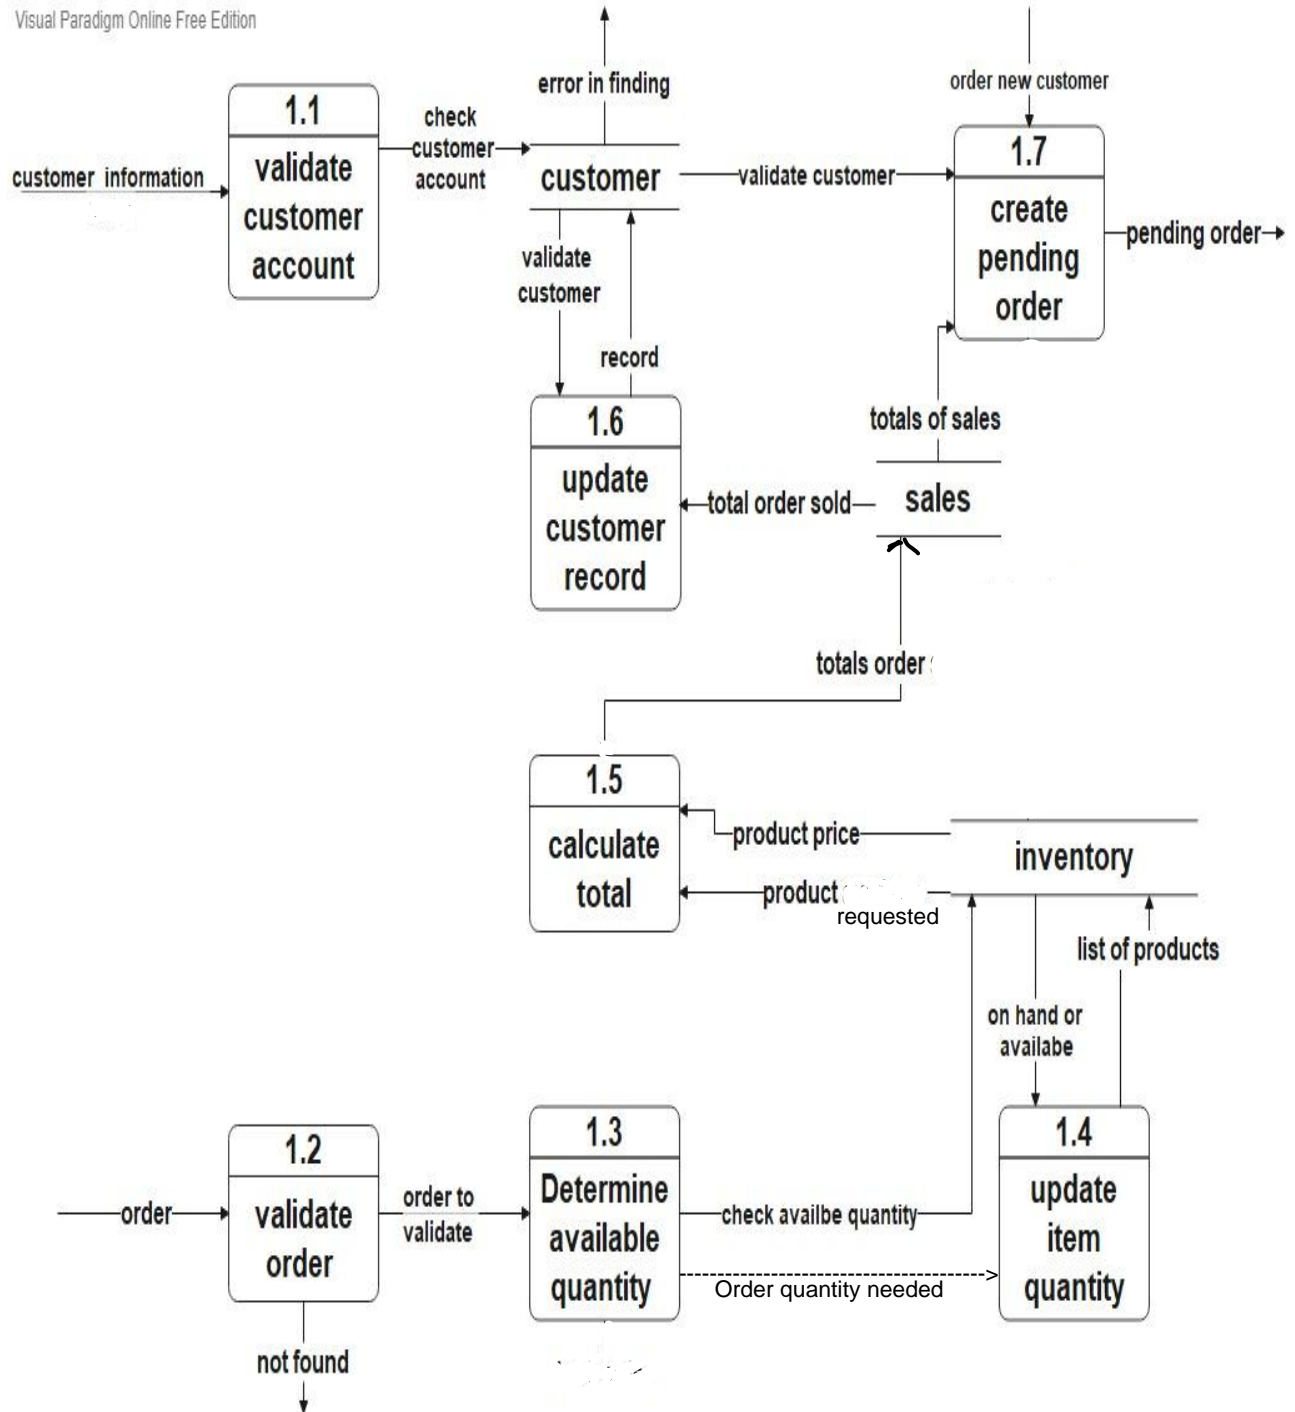 Visual Paradigm Online Free Edition
error in finding
order new customer
1.1
validate
customer
account
check
customer
account
customer information
customer
validate customer
1.7
create
pending
order
pending order
validate
customer
record
1.6
update
customer
record
totals of sales
total order sold
sales
totals order
1.5
calculate
total
product price
product
requested
inventory
list of products
on hand or
availabe
1.2
validate
order
order
order to
validate
1.3
Determine
available
quantity
check availbe quantity
Order quantity needed
1.4
update
item
quantity
not found